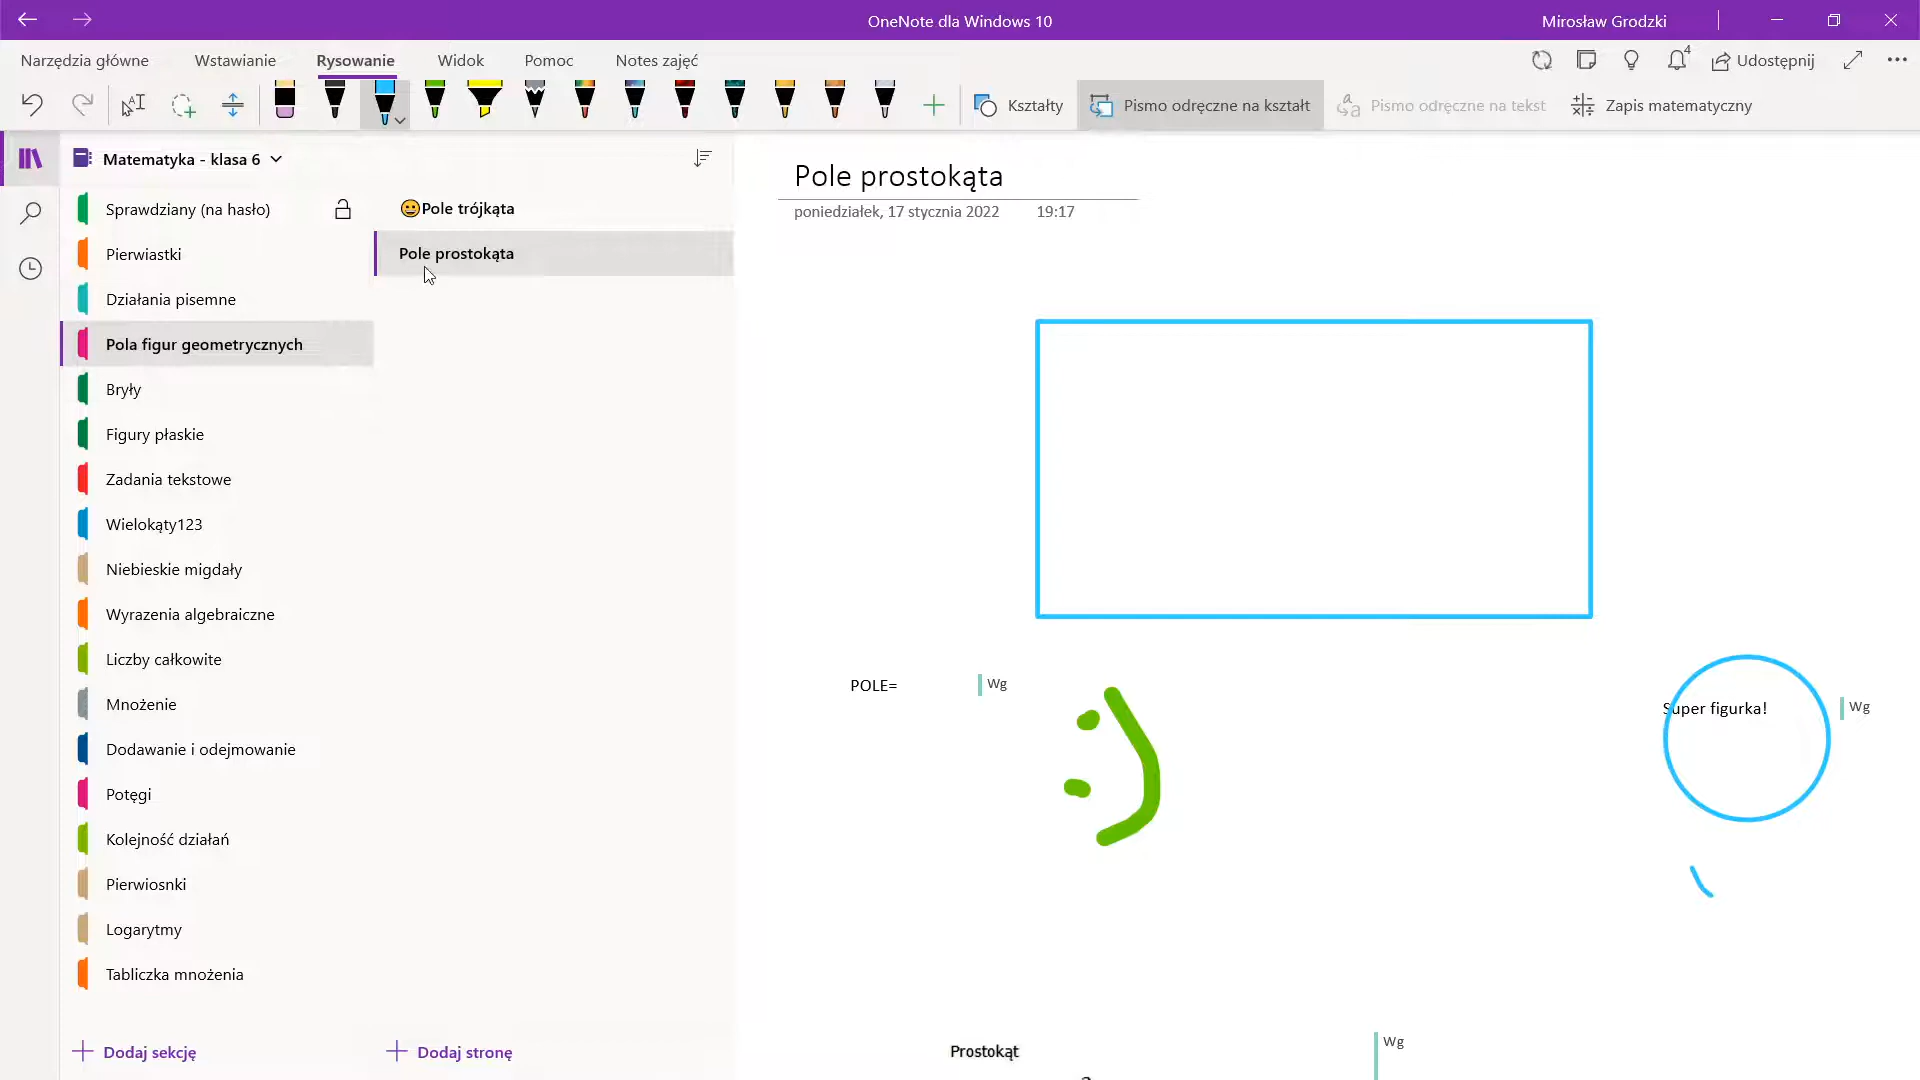 OneNote dla Windows 10
Mirosław Grodzki
Narzędzia główne Wstawianie Rysowanie Widok Pomoc Notes zajęć
4 Udostępnij
Kształty Pismo odręczne na kształt Pismo odręczne na tekst Zapis matematyczny
Matematyka - klasa 6
Sprawdziany (na hasło)
Pierwiastki
Działania pisemne
Pola figur geometrycznych
Bryły
Figury płaskie
Zadania tekstowe
Wielokąty123
Niebieskie migdały
Wyrazenia algebraiczne
Liczby całkowite
Mnożenie
Dodawanie i odejmowanie
Potęgi
Kolejność działań
Pierwiosnki
Logarytmy
Tabliczka mnożenia
Dodaj sekcję
😀Pole trójkąta
Pole prostokąta
Dodaj stronę
Pole prostokąta
poniedziałek, 17 stycznia 2022 19:17
POLE= Wg
Super figurka! Wg
Prostokąt Wg